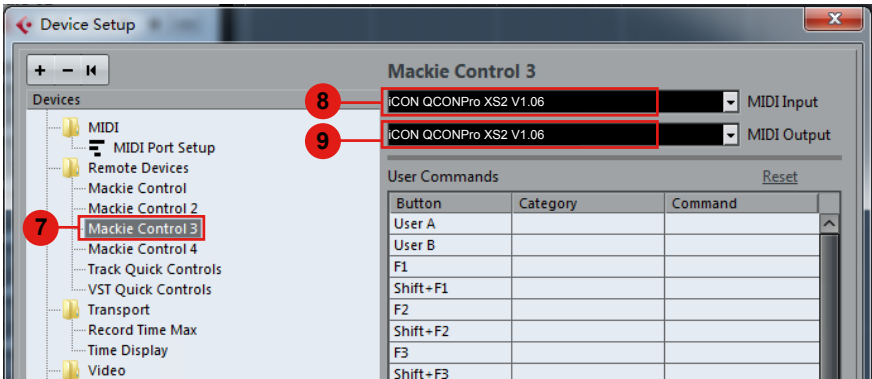 Device Setup
+ −
Mackie Control 3
Devices
8 iCON QCONPro XS2 V1.06 MIDI Input
9 iCON QCONPro XS2 V1.06 MIDI Output
MIDI
MIDI Port Setup
Remote Devices
Mackie Control
Mackie Control 2
7 Mackie Control 3
Mackie Control 4
Track Quick Controls
VST Quick Controls
Transport
Record Time Max
Time Display
Video
User Commands Reset
Button Category Command
User A
User B
F1
Shift+F1
F2
Shift+F2
F3
Shift+F3